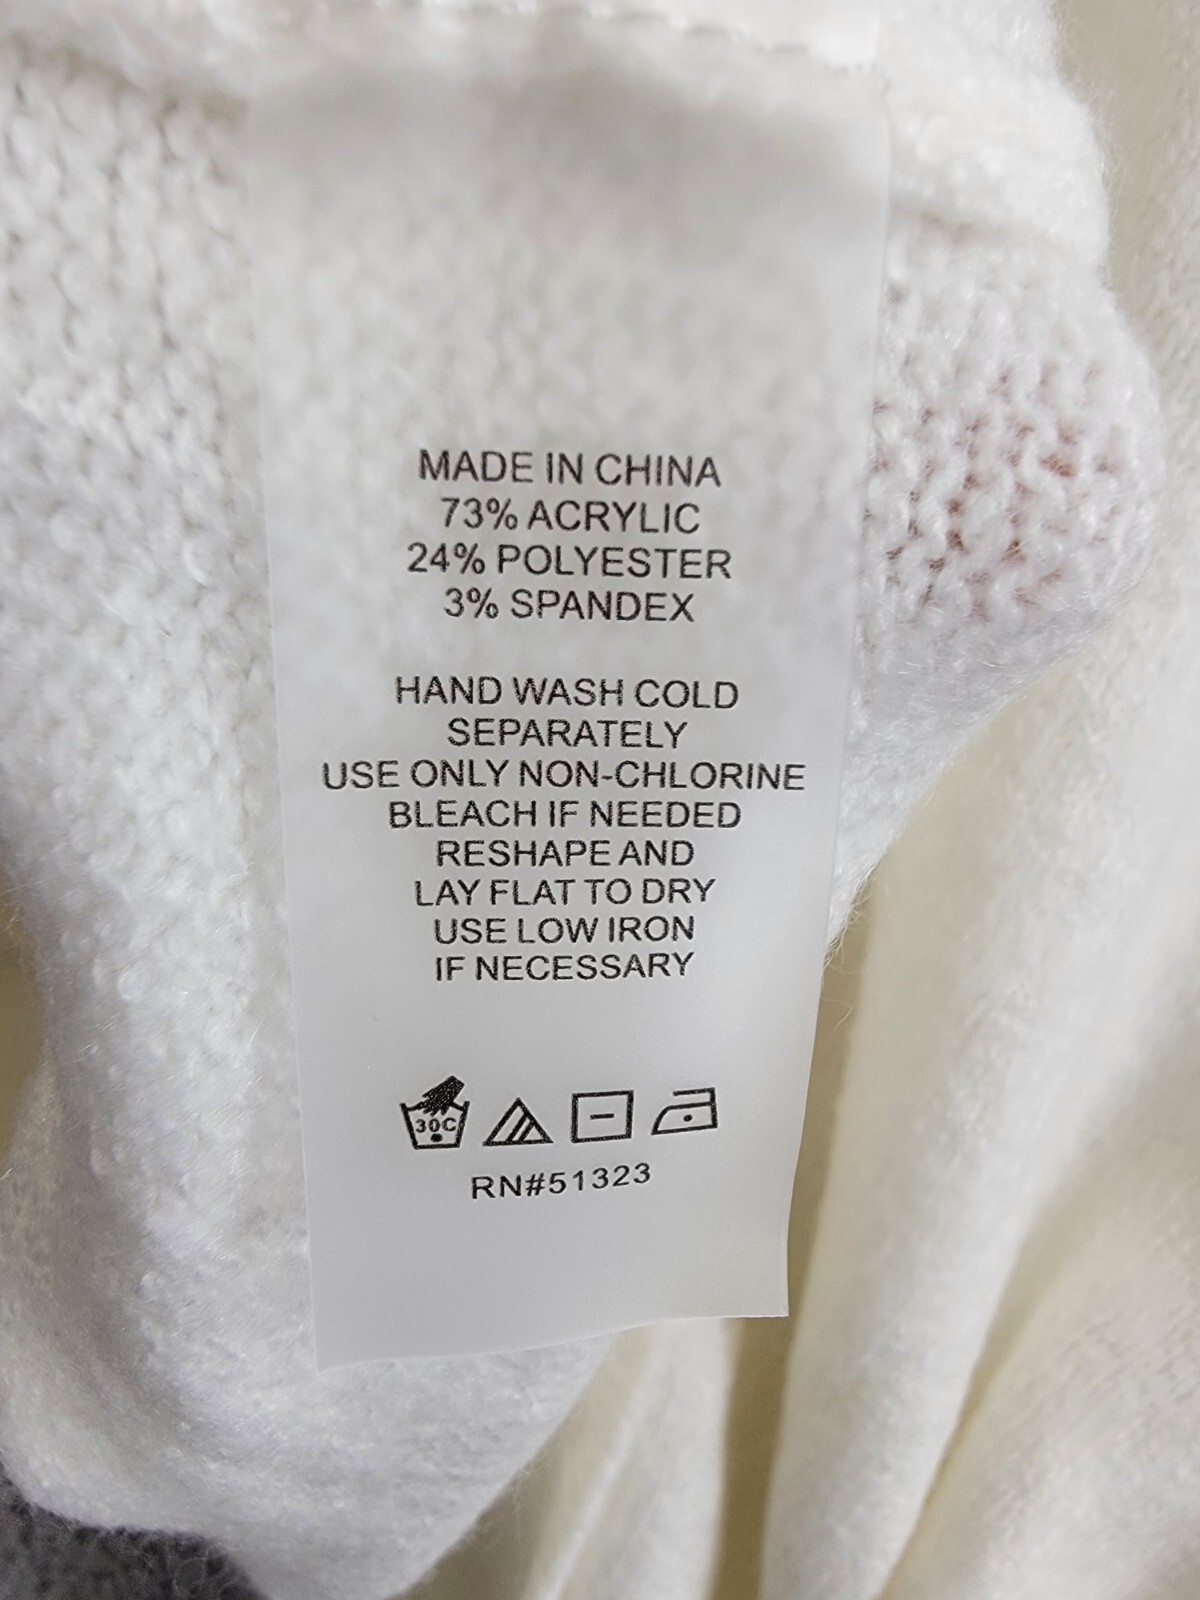 MADE IN CHINA
73% ACRYLIC
24% POLYESTER
3% SPANDEX
HAND WASH COLD
SEPARATELY
USE ONLY NON-CHLORINE
BLEACH IF NEEDED
RESHAPE AND
LAY FLAT TO DRY
USE LOW IRON
IF NECESSARY
30C
RN#51323